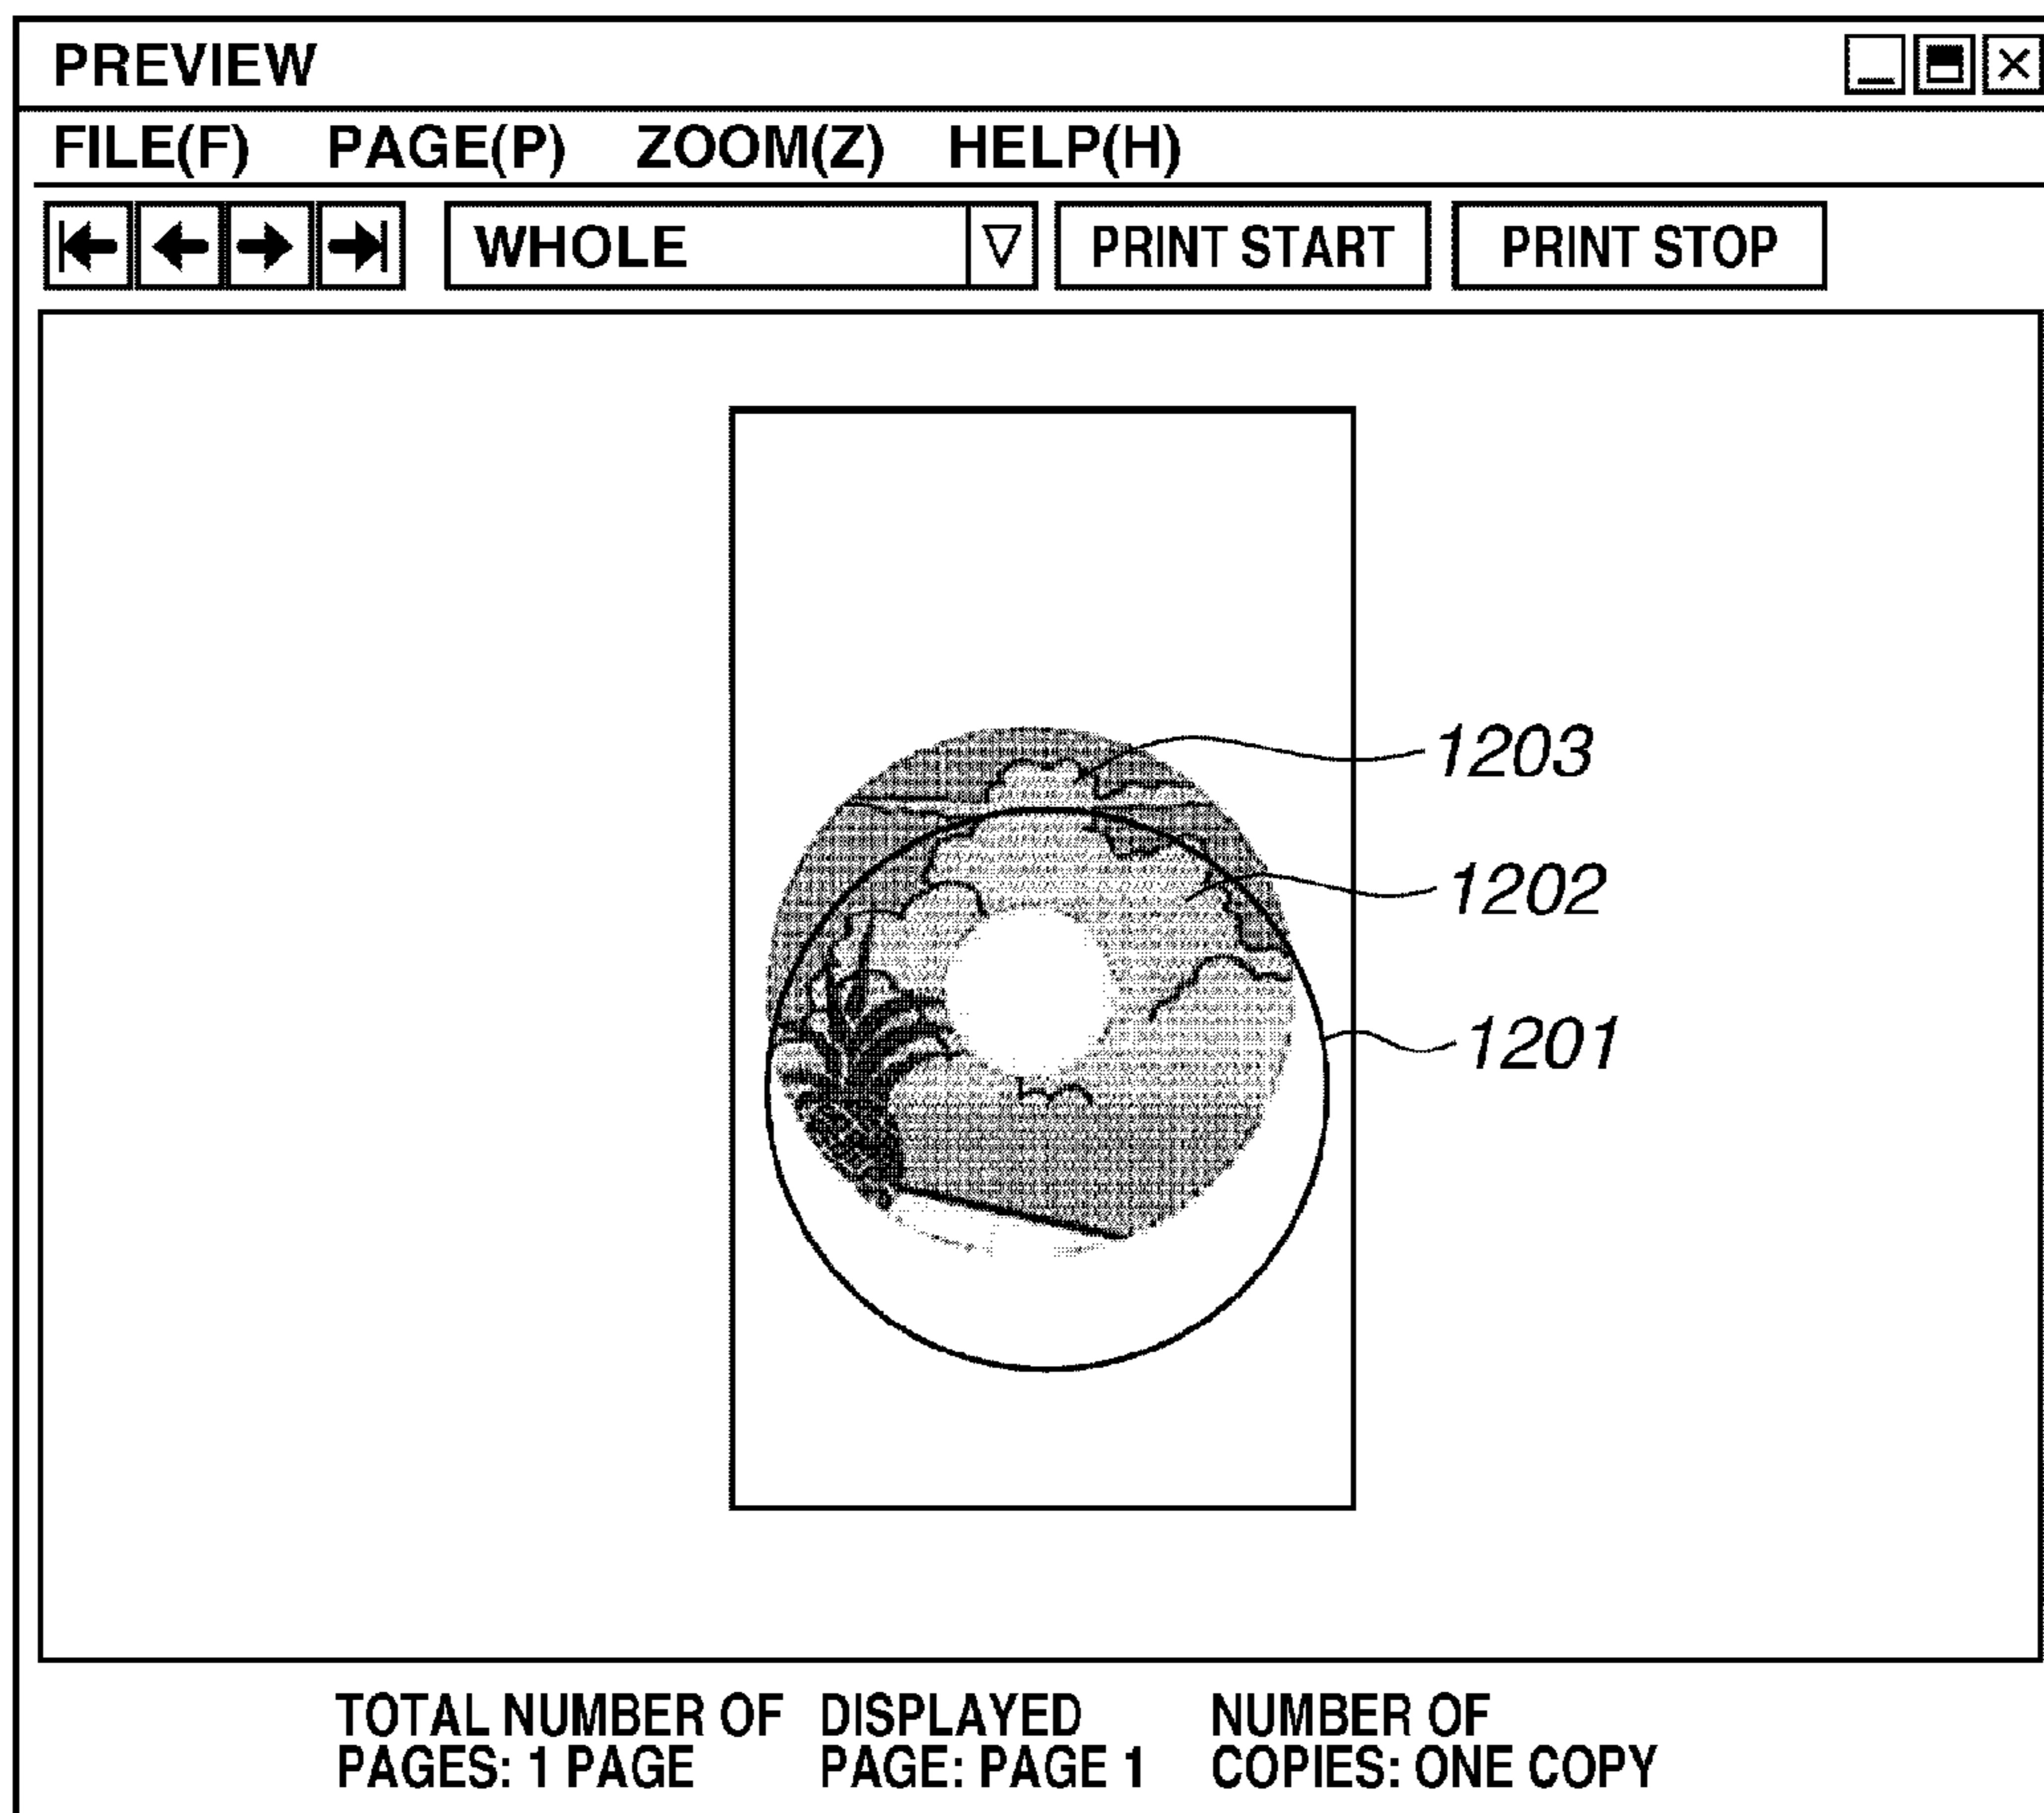 PREVIEW
FILE(F) PAGE(P) ZOOM(Z) HELP(H)
WHOLE PRINT START PRINT STOP
1203
1202
1201
TOTAL NUMBER OF DISPLAYED NUMBER OF
PAGES: 1 PAGE PAGE: PAGE 1 COPIES: ONE COPY